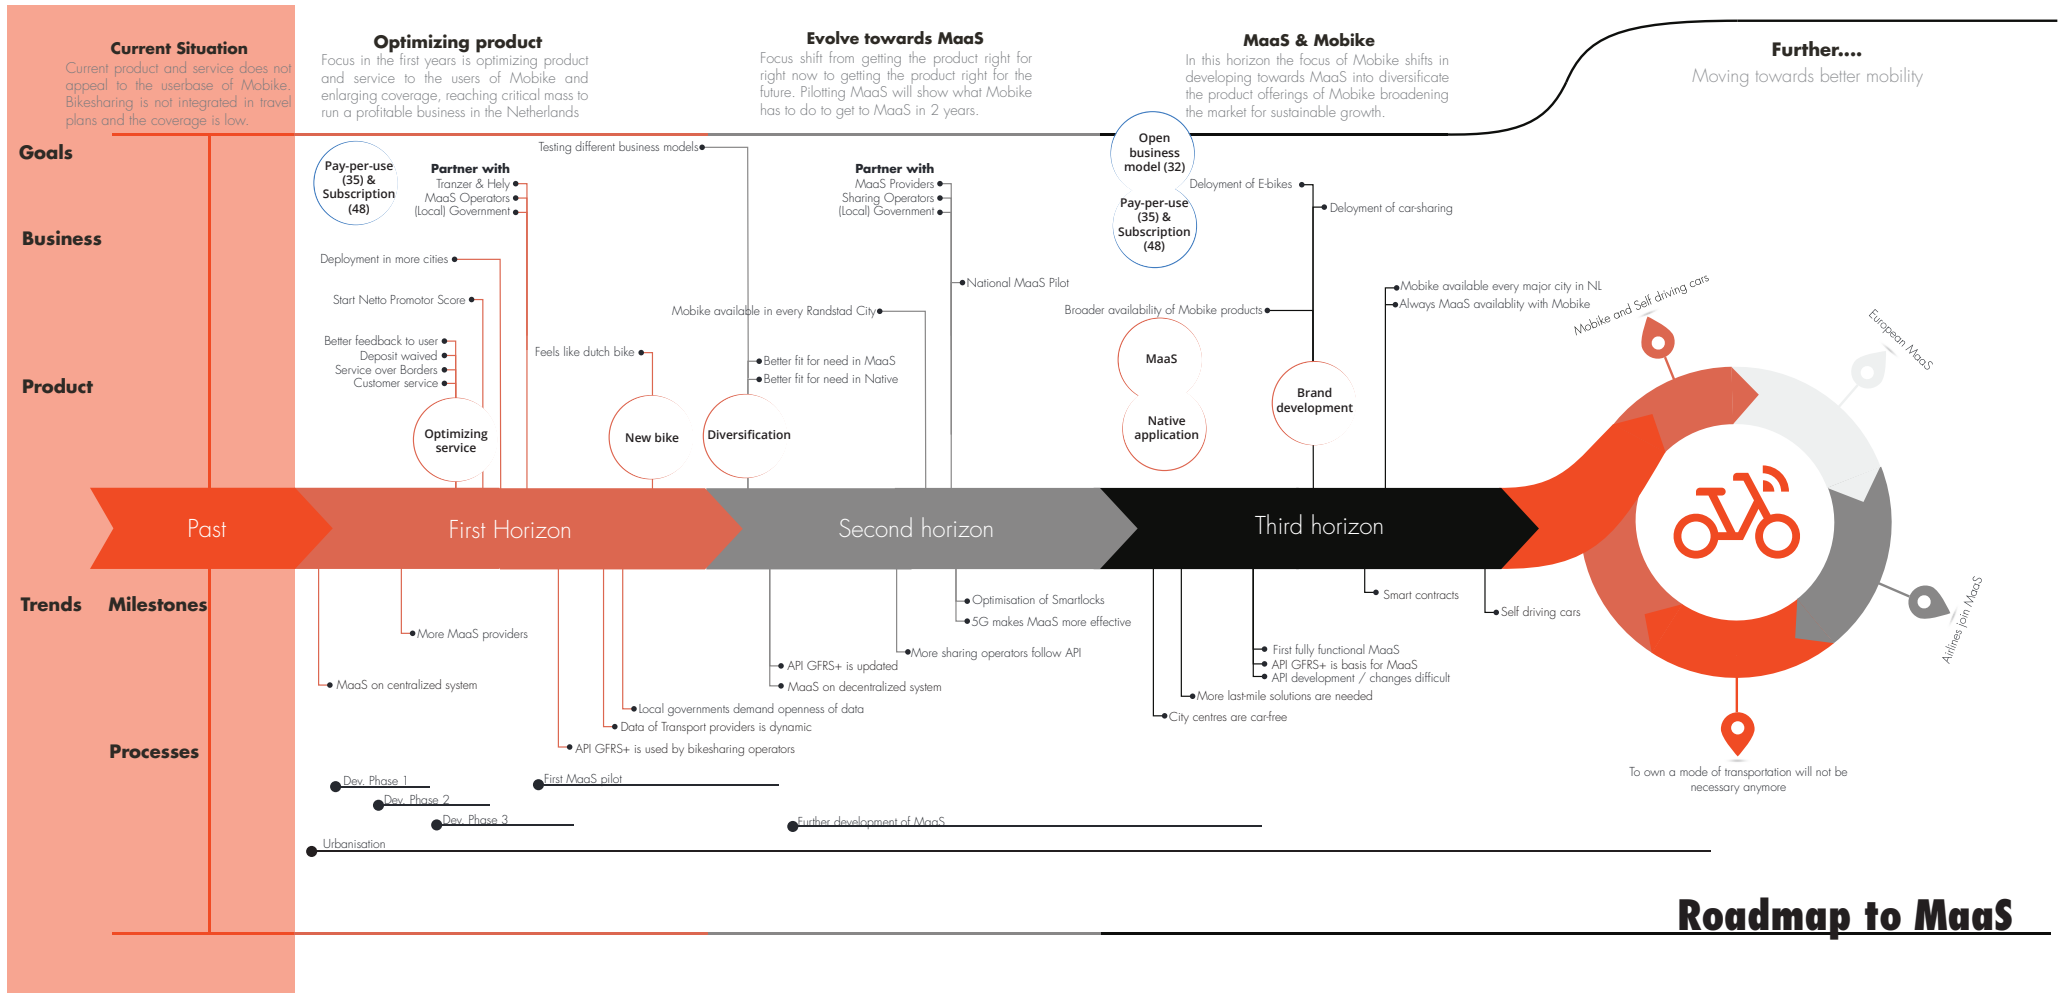 Current Situation
Current product and service does not
appeal to the userbase of Mobike.
Bikesharing is not integrated in travel
plans and the coverage is low.
Optimizing product
Focus in the first years is optimizing product
and service to the users of Mobike and
enlarging coverage, reaching critical mass to
run a profitable business in the Netherlands
Evolve towards MaaS
Focus shift from getting the product right for
right now to getting the product right for the
future. Pilotting MaaS will show what Mobike
has to do to get to MaaS in 2 years.
MaaS & Mobike
In this horizon the focus of Mobike shifts in
developing towards MaaS into diversificate
the product offerings of Mobike broadening
the market for sustainable growth.
Further....
Moving towards better mobility
Goals
Business
Product
Pay-per-use
(35) &
Subscription
(48)
Partner with
Tranzer & Hely
MaaS Operators
(Local) Government
Deployment in more cities
Start Netto Promotor Score
Better feedback to user
Deposit waived
Service over Borders
Customer service
Optimizing
service
Feels like dutch bike
New bike
Testing different business models
Mobike available in every Randstad City
Better fit for need in MaaS
Better fit for need in Native
Diversification
Partner with
MaaS Providers
Sharing Operators
(Local) Government
National MaaS Pilot
Open
business
model (32)
Pay-per-use
(35) &
Subscription
(48)
Deloyment of E-bikes
Deloyment of car-sharing
Broader availability of Mobike products
MaaS
Native
application
Brand
development
Mobike available every major city in NL
Always MaaS availablity with Mobike
Mobike and Self driving cars
European MaaS
Airlines join MaaS
To own a mode of transportation will not be
necessary anymore
Past
First Horizon
Second horizon
Third horizon
Trends
Milestones
Processes
More MaaS providers
MaaS on centralized system
Local governments demand openness of data
Data of Transport providers is dynamic
API GFRS+ is used by bikesharing operators
Optimisation of Smartlocks
5G makes MaaS more effective
More sharing operators follow API
API GFRS+ is updated
MaaS on decentralized system
Smart contracts
Self driving cars
First fully functional MaaS
API GFRS+ is basis for MaaS
API development / changes difficult
More last-mile solutions are needed
City centres are car-free
Dev. Phase 1
Dev. Phase 2
Dev. Phase 3
First MaaS pilot
Further development of MaaS
Urbanisation
Roadmap to MaaS